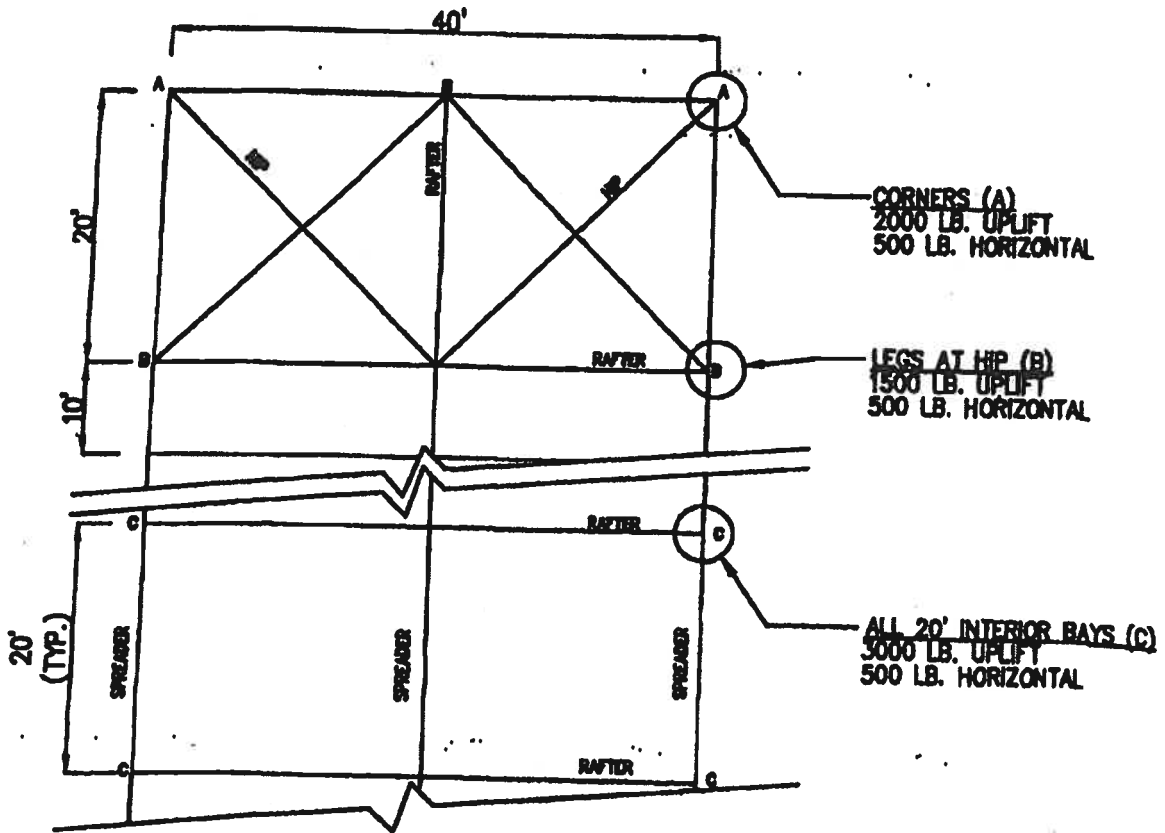 40'
A
A
HIP
RAFTER
HIP
20'
CORNERS (A)
2000 LB. UPLIFT
500 LB. HORIZONTAL
B
RAFTER
B
LEGS AT HIP (B)
1500 LB. UPLIFT
500 LB. HORIZONTAL
10'
C
RAFTER
C
20'
(TYP.)
SPREADER
SPREADER
SPREADER
ALL 20' INTERIOR BAYS (C)
3000 LB. UPLIFT
500 LB. HORIZONTAL
C
RAFTER
C